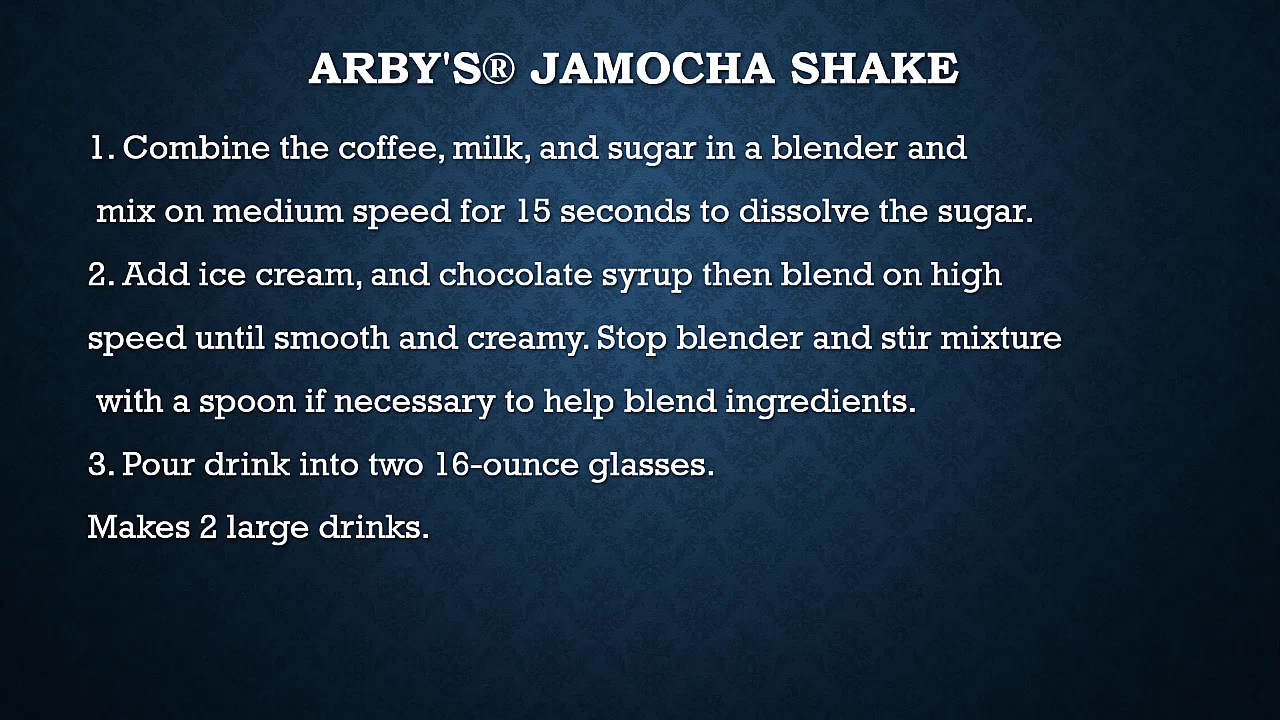 ARBY'S® JAMOCHA SHAKE
1. Combine the coffee, milk, and sugar in a blender and
mix on medium speed for 15 seconds to dissolve the sugar.
2. Add ice cream, and chocolate syrup then blend on high
speed until smooth and creamy. Stop blender and stir mixture
with a spoon if necessary to help blend ingredients.
3. Pour drink into two 16-ounce glasses.
Makes 2 large drinks.